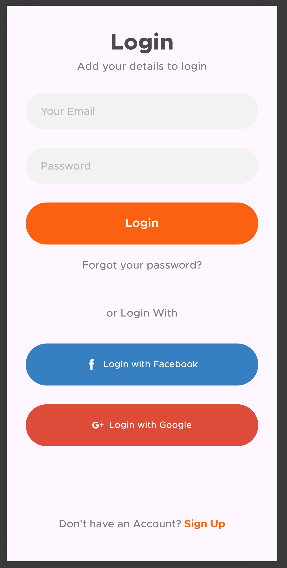 Login
Add your details to login
Your Email
Password
Login
Forgot your password?
or Login With
f Login with Facebook
G+ Login with Google
Don't have an Account? Sign Up